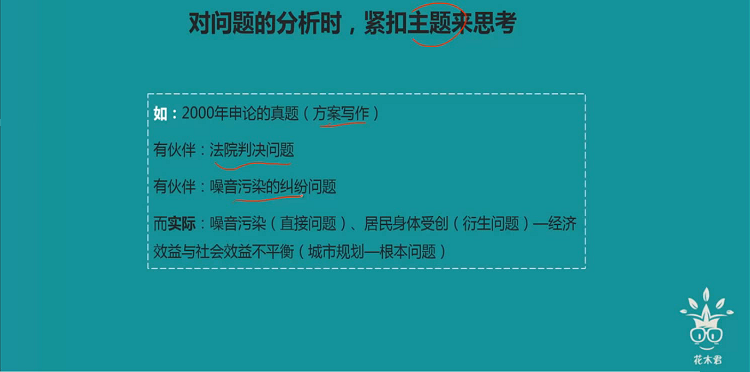 对问题的分析时，紧扣主题来思考
如：2000年申论的真题（方案写作）
有伙伴：法院判决问题
有伙伴：噪音污染的纠纷问题
而实际：噪音污染（直接问题）、居民身体受创（衍生问题）—经济
效益与社会效益不平衡（城市规划—根本问题）
花木君